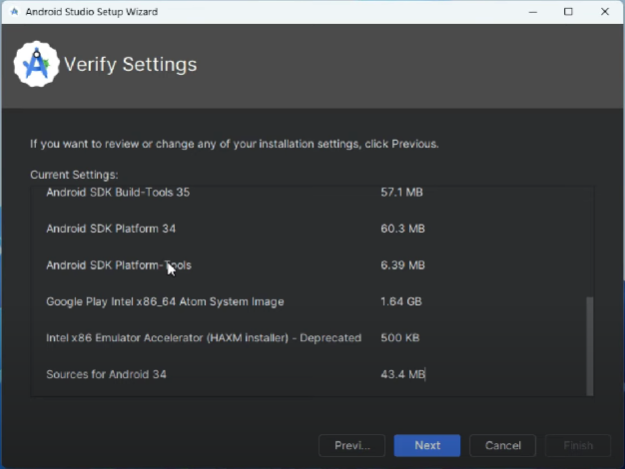 Android Studio Setup Wizard
Verify Settings
If you want to review or change any of your installation settings, click Previous.
Current Settings:
Android SDK Build-Tools 35 57.1 MB
Android SDK Platform 34 60.3 MB
Android SDK Platform-Tools 6.39 MB
Google Play Intel x86_64 Atom System Image 1.64 GB
Intel x86 Emulator Accelerator (HAXM installer) - Deprecated 500 KB
Sources for Android 34 43.4 MB
Previ... Next Cancel Finish